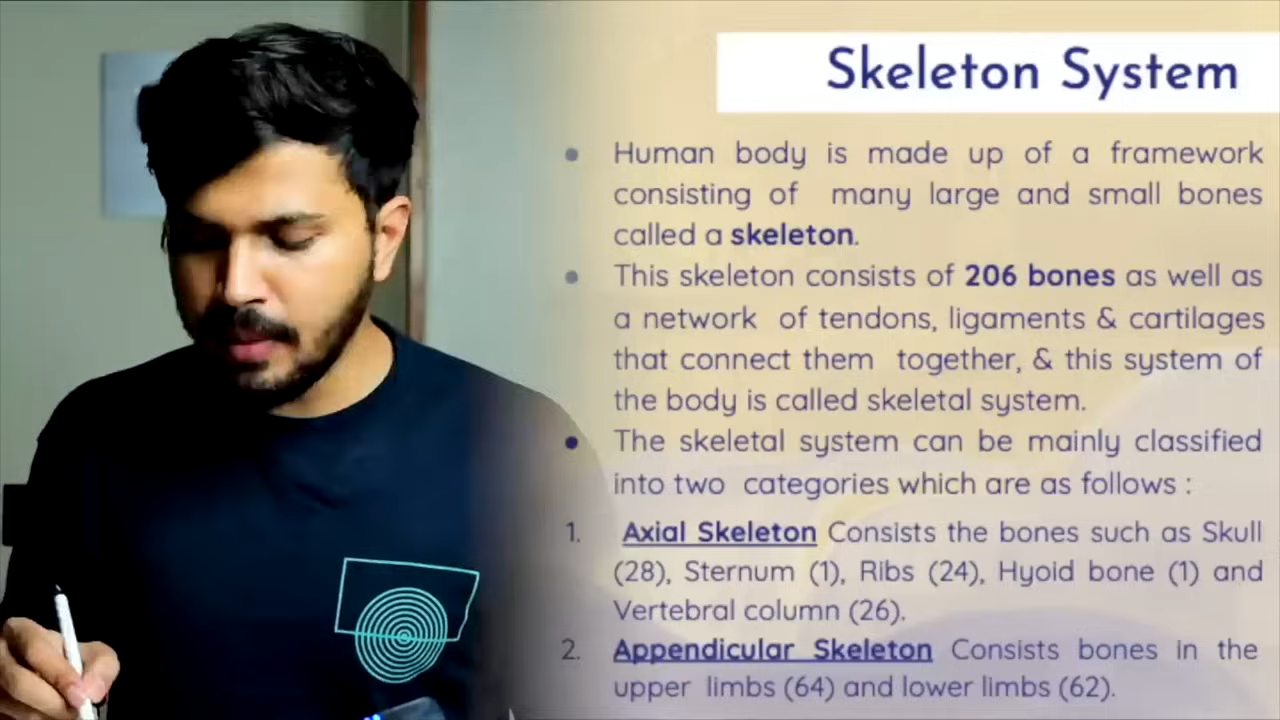 Skeleton System
• Human body is made up of a framework
consisting of many large and small bones
called a skeleton.
• This skeleton consists of 206 bones as well as
a network of tendons, ligaments & cartilages
that connect them together, & this system of
the body is called skeletal system.
• The skeletal system can be mainly classified
into two categories which are as follows :
1. Axial Skeleton Consists the bones such as Skull
(28), Sternum (1), Ribs (24), Hyoid bone (1) and
Vertebral column (26).
2. Appendicular Skeleton Consists bones in the
upper limbs (64) and lower limbs (62).